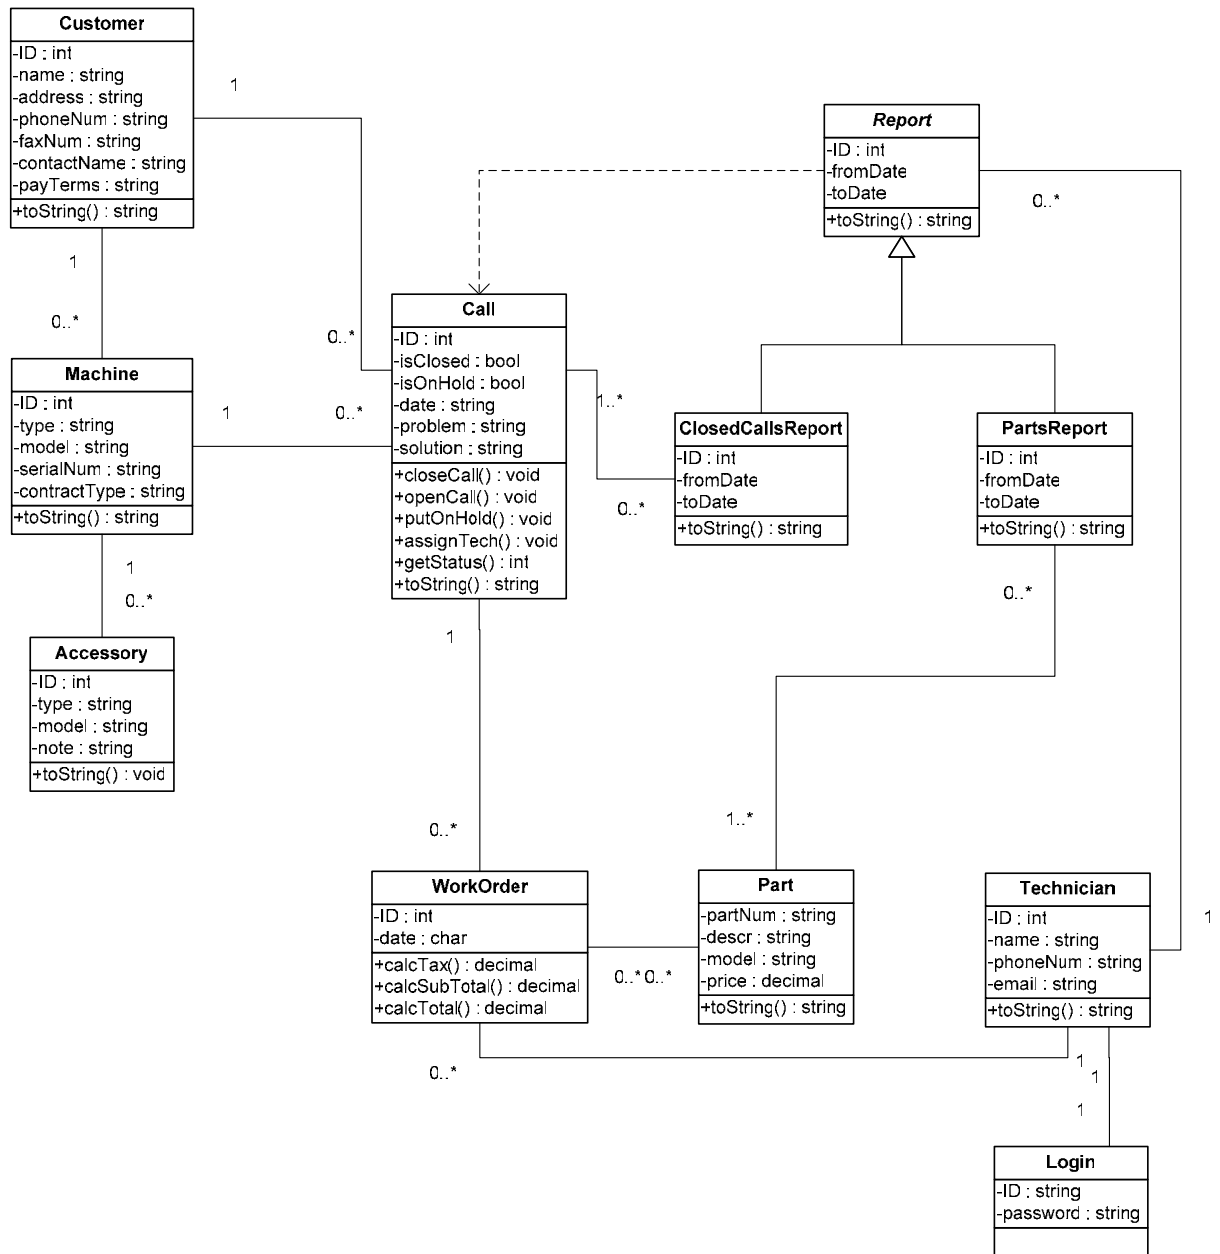 Customer
-ID : int
-name : string
-address : string
-phoneNum : string
-faxNum : string
-contactName : string
-payTerms : string
+toString() : string
1
0..*
1
0..*
Report
-ID : int
-fromDate
-toDate
+toString() : string
0..*
1
Machine
-ID : int
-type : string
-model : string
-serialNum : string
-contractType : string
+toString() : string
1
0..*
1
0..*
Call
-ID : int
-isClosed : bool
-isOnHold : bool
-date : string
-problem : string
-solution : string
+closeCall() : void
+openCall() : void
+putOnHold() : void
+assignTech() : void
+getStatus() : int
+toString() : string
1..*
0..*
1
0..*
ClosedCallsReport
-ID : int
-fromDate
-toDate
+toString() : string
PartsReport
-ID : int
-fromDate
-toDate
+toString() : string
0..*
1..*
Accessory
-ID : int
-type : string
-model : string
-note : string
+toString() : void
WorkOrder
-ID : int
-date : char
+calcTax() : decimal
+calcSubTotal() : decimal
+calcTotal() : decimal
0..* 0..*
Part
-partNum : string
-descr : string
-model : string
-price : decimal
+toString() : string
Technician
-ID : int
-name : string
-phoneNum : string
-email : string
+toString() : string
0..*
1
1
1
Login
-ID : string
-password : string